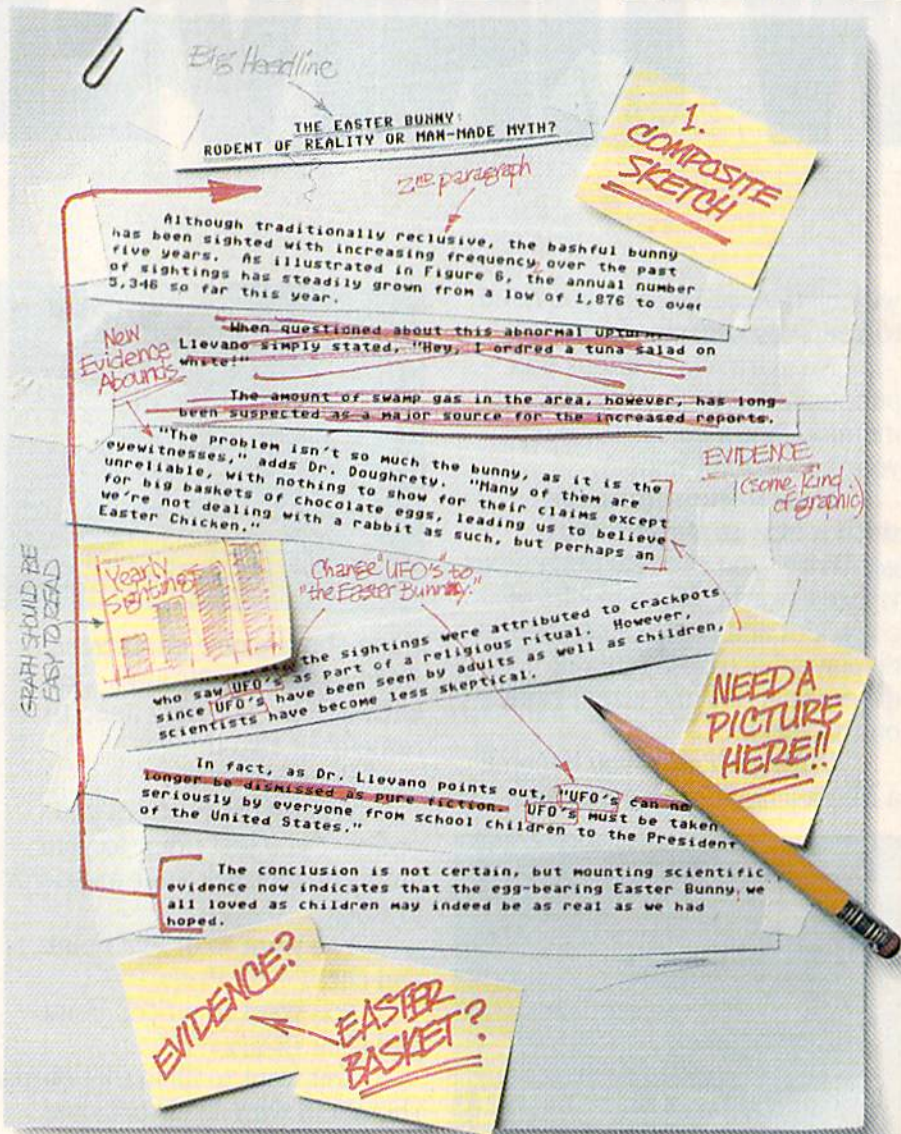 Big Headline
THE EASTER BUNNY:
RODENT OF REALITY OR MAN-MADE MYTH?
1.
COMPOSITE
SKETCH
2nd paragraph
Although traditionally reclusive, the bashful bunny
has been sighted with increasing frequency over the past
five years. As illustrated in Figure 6, the annual number
of sightings has steadily grown from a low of 1,876 to over
5,346 so far this year.
When questioned about this abnormal
Llevano simply stated, "Hey, I ordred a tuna salad on
white!"
New
Evidence
Abounds
The amount of swamp gas in the area, however, has long
been suspected as a major source for the increased reports.
"The problem isn't so much the bunny, as it is the
eyewitnesses," adds Dr. Doughrety. "Many of them are
unreliable, with nothing to show for their claims except
for big baskets of chocolate eggs, leading us to believe
we're not dealing with a rabbit as such, but perhaps an
Easter Chicken."
EVIDENCE
(some kind
of graphic)
GRAPH SHOULD BE
EASY TO READ
Yearly
Sightings
Change "UFO's" to
"the Easter Bunny."
the sightings were attributed to crackpots
who saw UFO's as part of a religious ritual. However,
since UFO's have been seen by adults as well as children,
scientists have become less skeptical.
NEED A
PICTURE
HERE!!
In fact, as Dr. Llevano points out, "UFO's can no
longer be dismissed as pure fiction. UFO's must be taken
seriously by everyone from school children to the President
of the United States."
The conclusion is not certain, but mounting scientific
evidence now indicates that the egg-bearing Easter Bunny we
all loved as children may indeed be as real as we had
hoped.
EVIDENCE?
EASTER
BASKET?